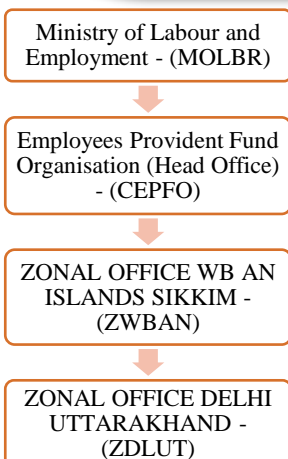 Ministry of Labour and
Employment - (MOLBR)
Employees Provident Fund
Organisation (Head Office)
- (CEPFO)
ZONAL OFFICE WB AN
ISLANDS SIKKIM -
(ZWBAN)
ZONAL OFFICE DELHI
UTTARAKHAND -
(ZDLUT)